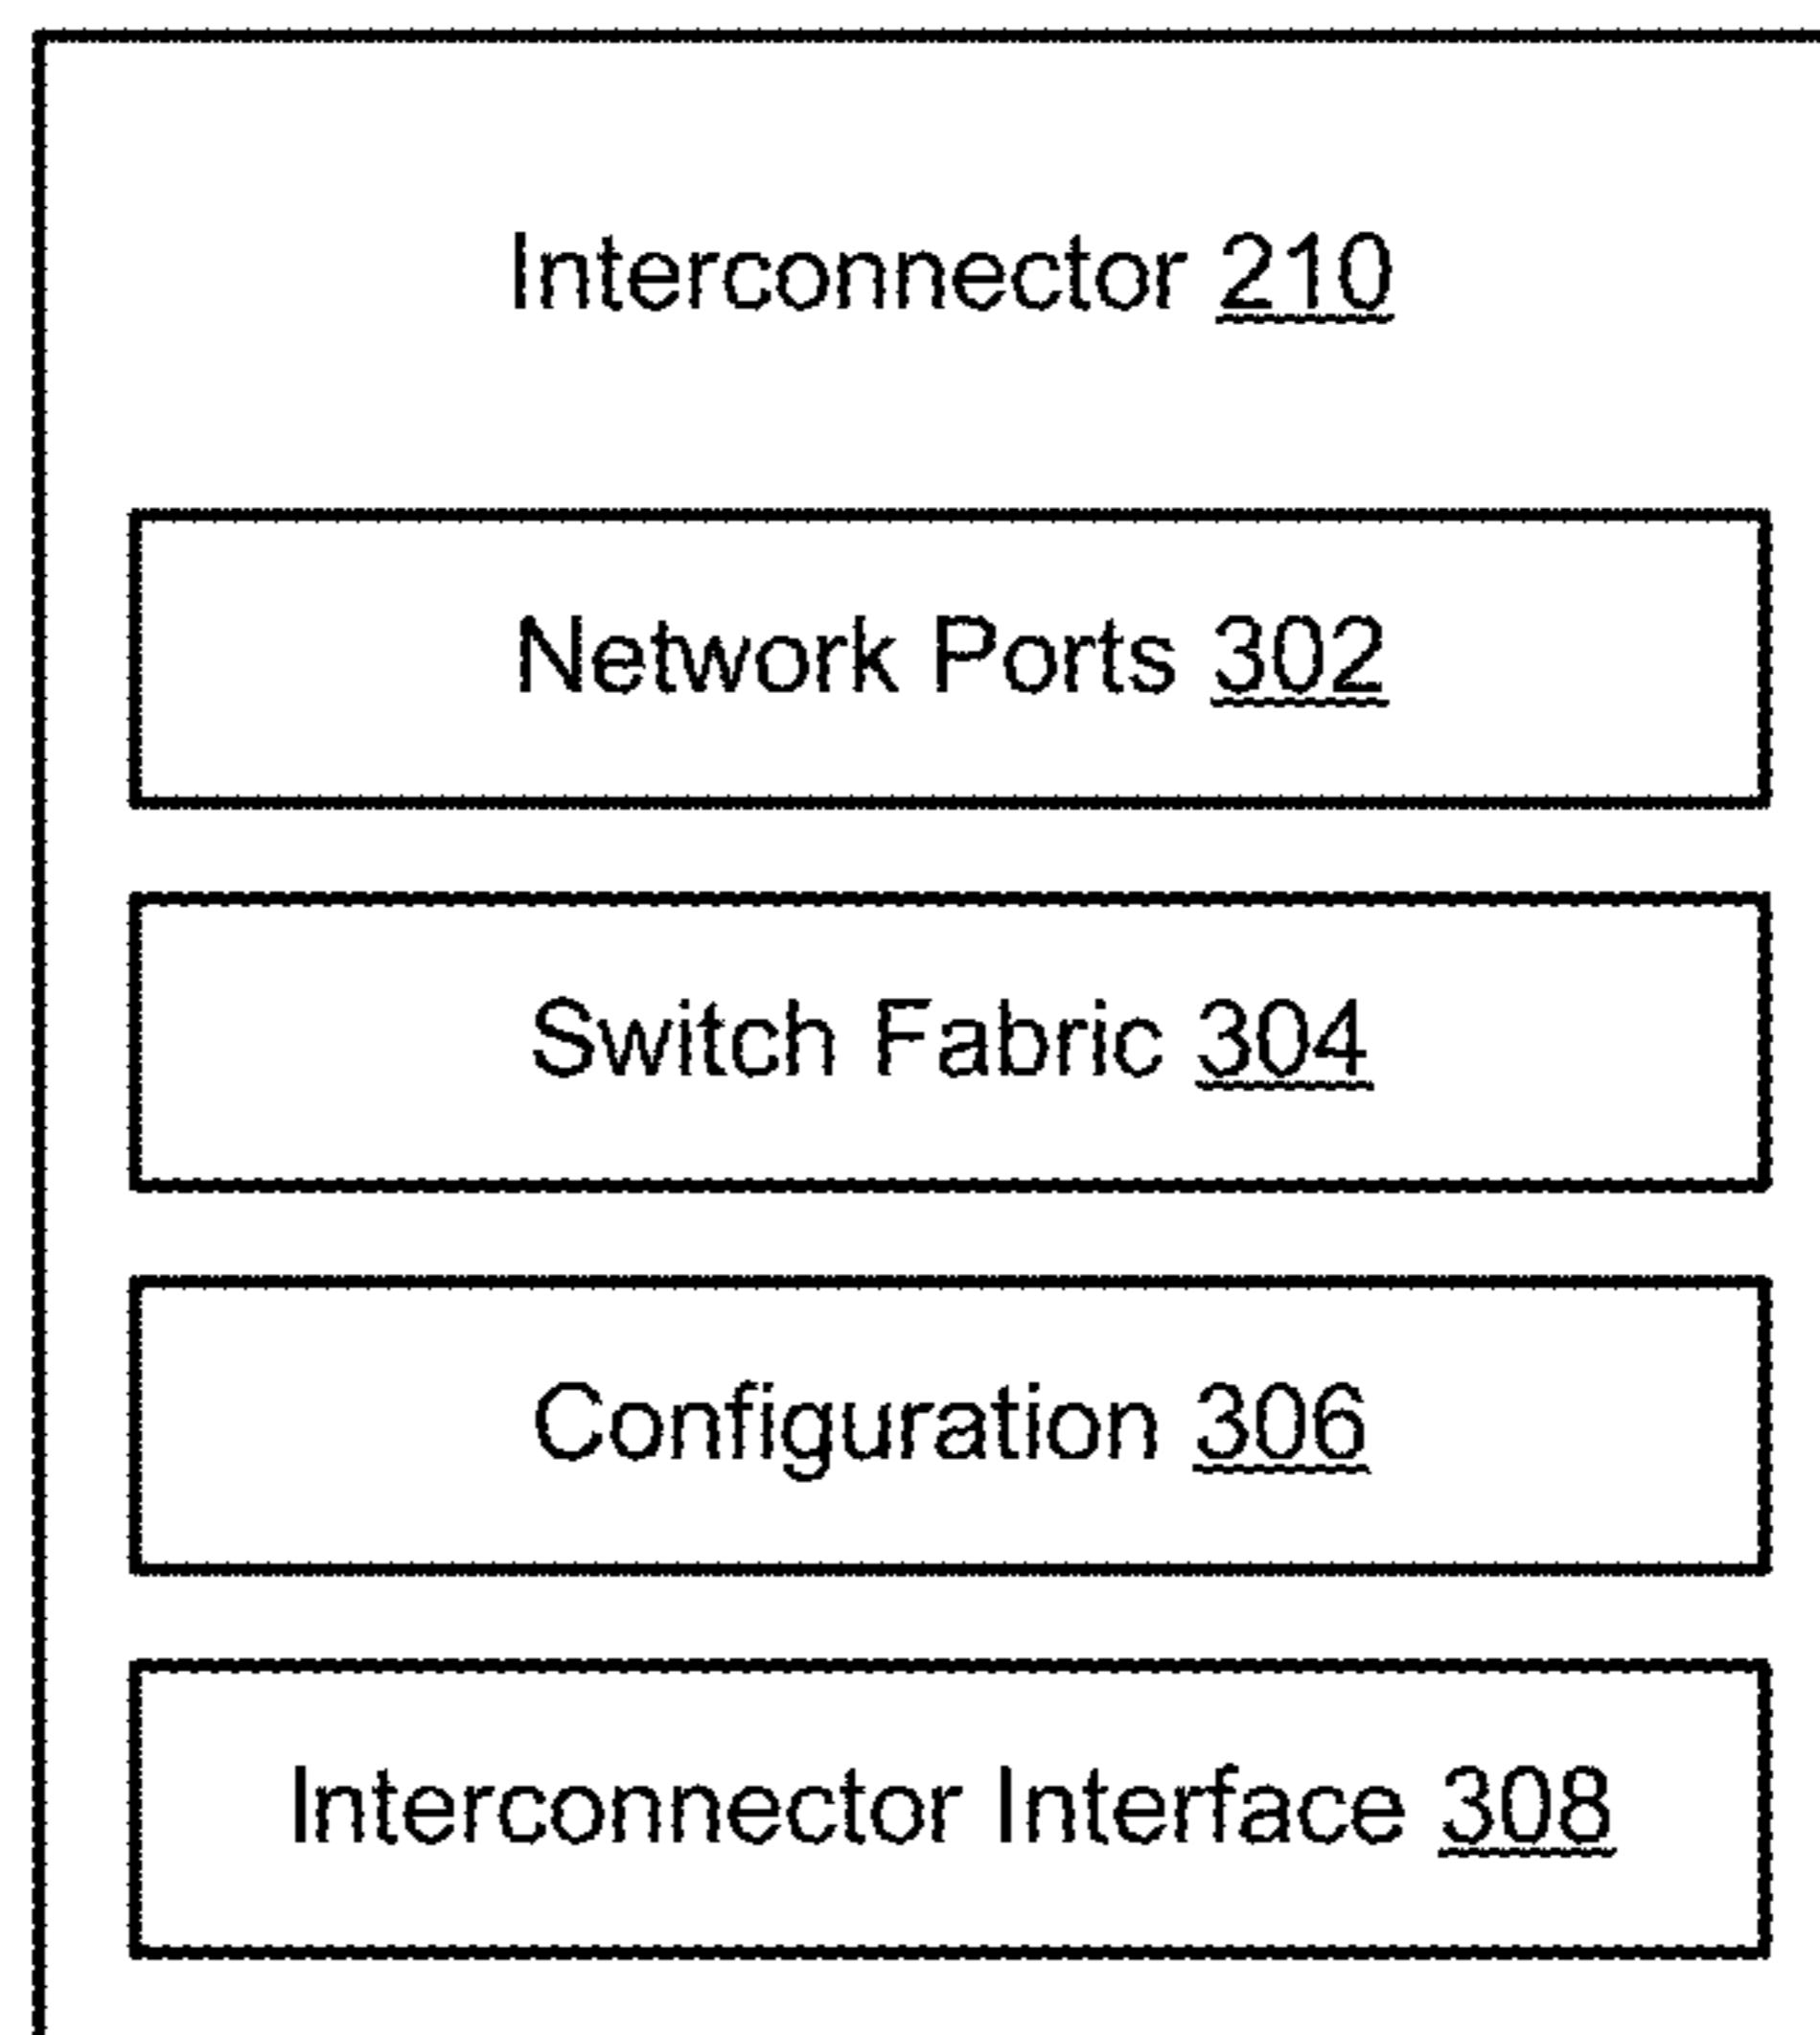 Interconnector 210
Network Ports 302
Switch Fabric 304
Configuration 306
Interconnector Interface 308